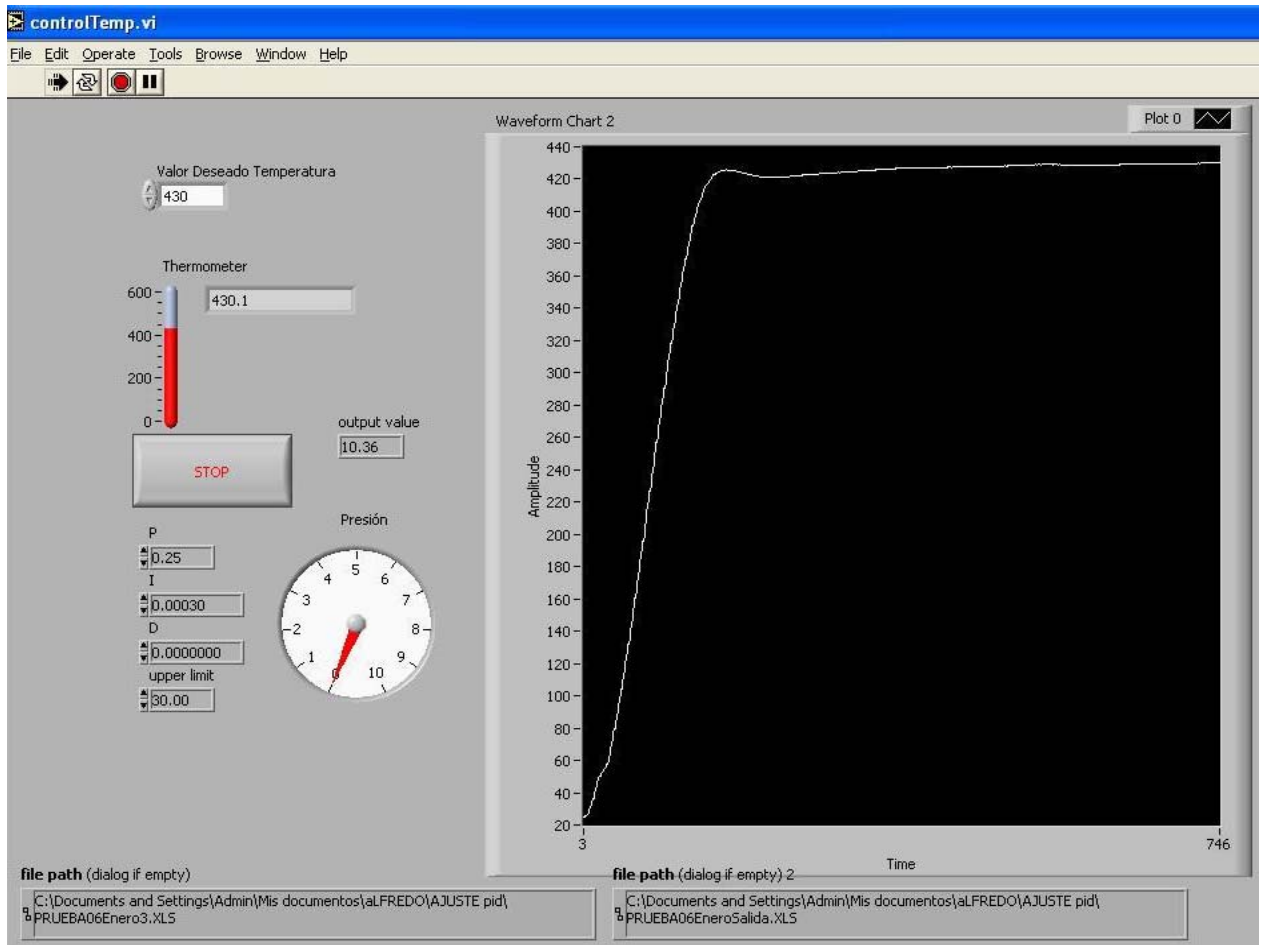 controlTemp.vi
File Edit Operate Tools Browse Window Help
Valor Deseado Temperatura
430
Thermometer
600
400
200
0
430.1
output value
10.36
STOP
P
0.25
I
0.00030
D
0.0000000
upper limit
30.00
Presión
0 1 2 3 4 5 6 7 8 9 10
Waveform Chart 2
Plot 0
Amplitude
440
420
400
380
360
340
320
300
280
260
240
220
200
180
160
140
120
100
80
60
40
20
3
746
Time
file path (dialog if empty)
C:\Documents and Settings\Admin\Mis documentos\aLFREDO\AJUSTE pid\
PRUEBA06Enero3.XLS
file path (dialog if empty) 2
C:\Documents and Settings\Admin\Mis documentos\aLFREDO\AJUSTE pid\
PRUEBA06EneroSalida.XLS